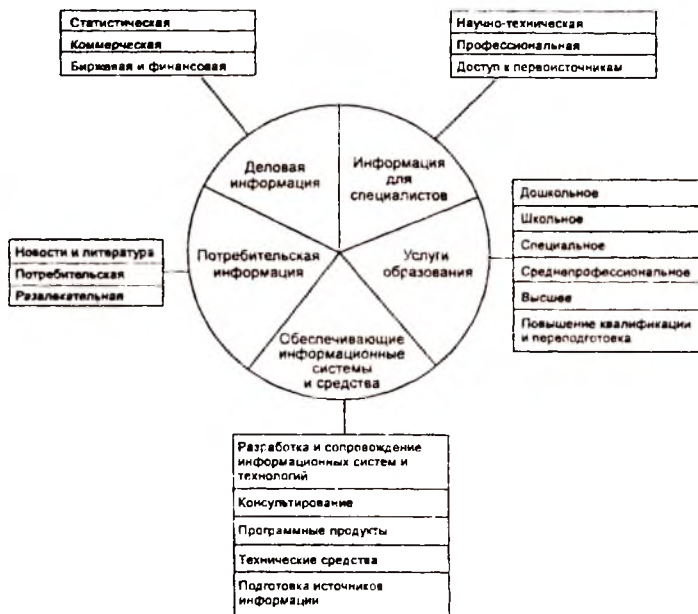 Статистическая
Коммерческая
Биржевая и финансовая
Научно-техническая
Профессиональная
Доступ к первоисточникам
Деловая
информация
Информация
для
специалистов
Новости и литература
Потребительская
Развлекательная
Потребительская
информация
Услуги
образования
Дошкольное
Школьное
Специальное
Среднепрофессиональное
Высшее
Повышение квалификации
и переподготовка
Обеспечивающие
информационные
системы
и средства
Разработка и сопровождение
информационных систем и
технологий
Консультирование
Программные продукты
Технические средства
Подготовка источников
информации